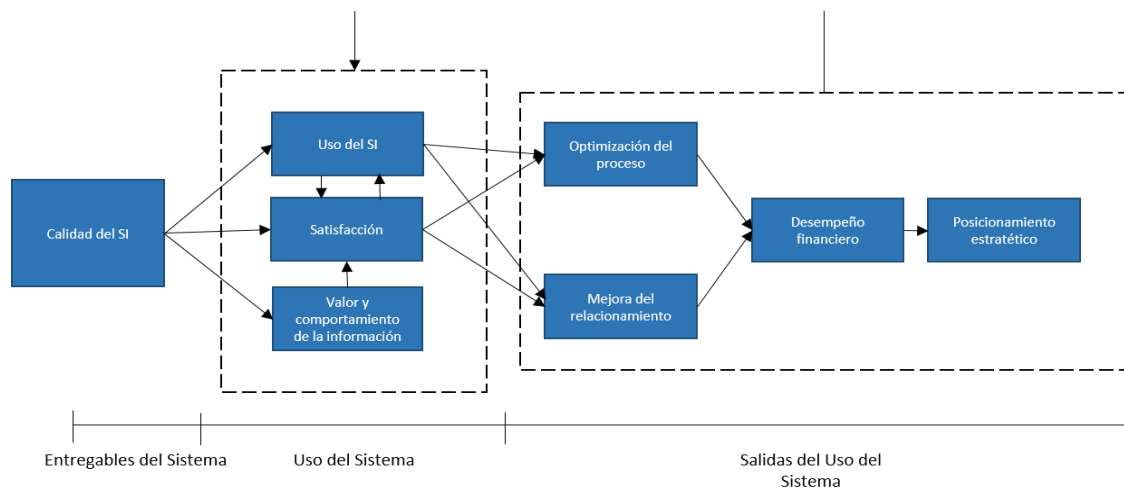 Uso del SI
Optimización del
proceso
Calidad del SI
Satisfacción
Desempeño
financiero
Posicionamiento
estratético
Valor y
comportamiento
de la información
Mejora del
relacionamiento
Entregables del Sistema
Uso del Sistema
Salidas del Uso del
Sistema